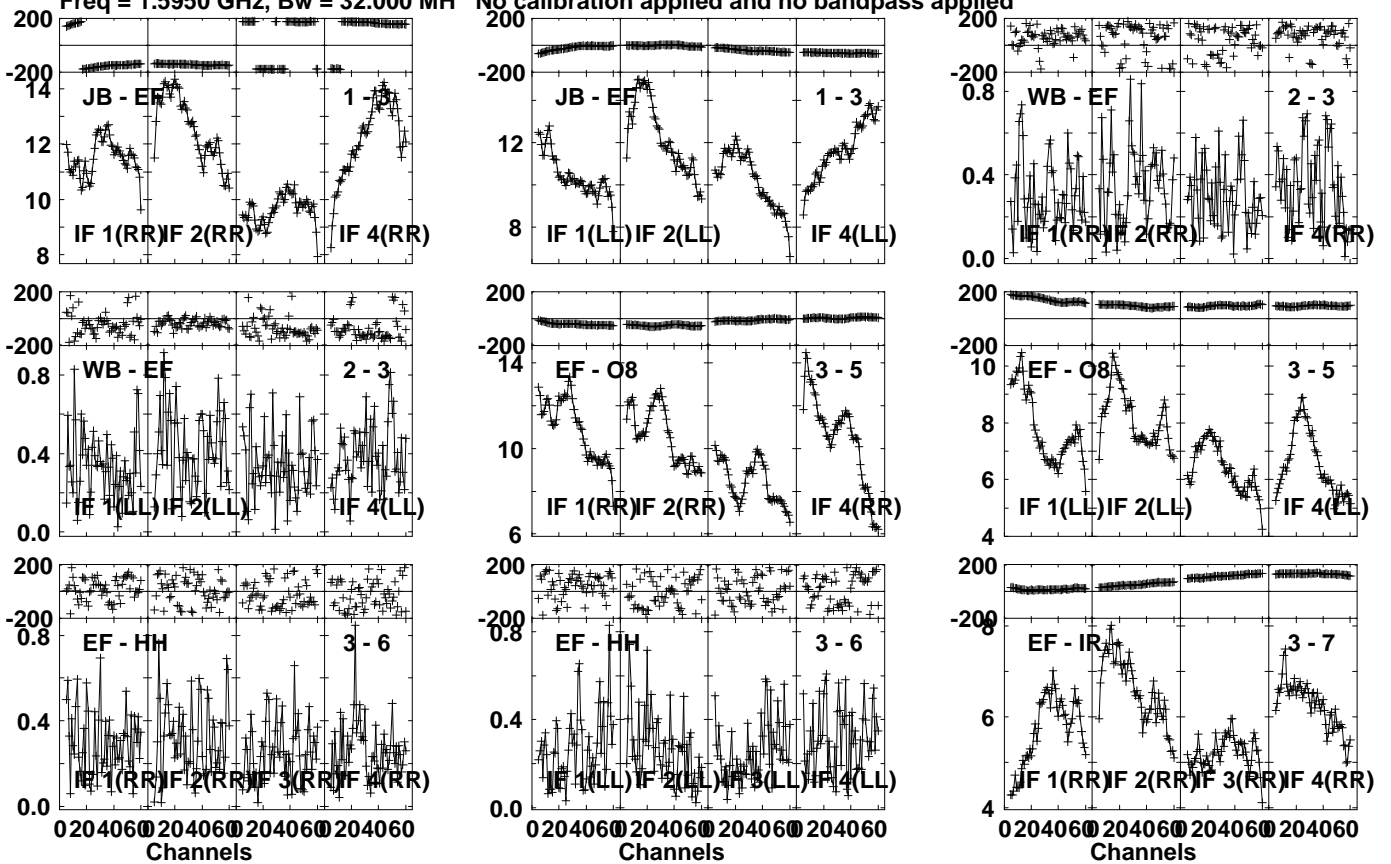 Freq = 1.5950 GHz, Bw = 32.000 MH No calibration applied and no bandpass applied
200
-200
14
12
10
8
JB - EF
1 - 3
IF 1(RR)
IF 2(RR)
IF 4(RR)
200
-200
12
8
JB - EF
1 - 3
IF 1(LL)
IF 2(LL)
IF 4(LL)
200
-200
0.8
0.4
0.0
WB - EF
2 - 3
IF 1(RR)
IF 2(RR)
IF 4(RR)
200
-200
0.8
0.4
0.0
WB - EF
2 - 3
IF 1(LL)
IF 2(LL)
IF 4(LL)
200
-200
14
10
6
EF - O8
3 - 5
IF 1(RR)
IF 2(RR)
IF 4(RR)
200
-200
10
8
6
4
EF - O8
3 - 5
IF 1(LL)
IF 2(LL)
IF 4(LL)
200
-200
0.8
0.4
0.0
EF - HH
3 - 6
IF 1(RR)
IF 2(RR)
IF 3(RR)
IF 4(RR)
0 20 40 60 0 20 40 60 0 20 40 60 0 20 40 60
Channels
200
-200
0.8
0.4
0.0
EF - HH
3 - 6
IF 1(LL)
IF 2(LL)
IF 3(LL)
IF 4(LL)
0 20 40 60 0 20 40 60 0 20 40 60 0 20 40 60
Channels
200
-200
8
6
4
EF - IR
3 - 7
IF 1(RR)
IF 2(RR)
IF 3(RR)
IF 4(RR)
0 20 40 60 0 20 40 60 0 20 40 60 0 20 40 60
Channels